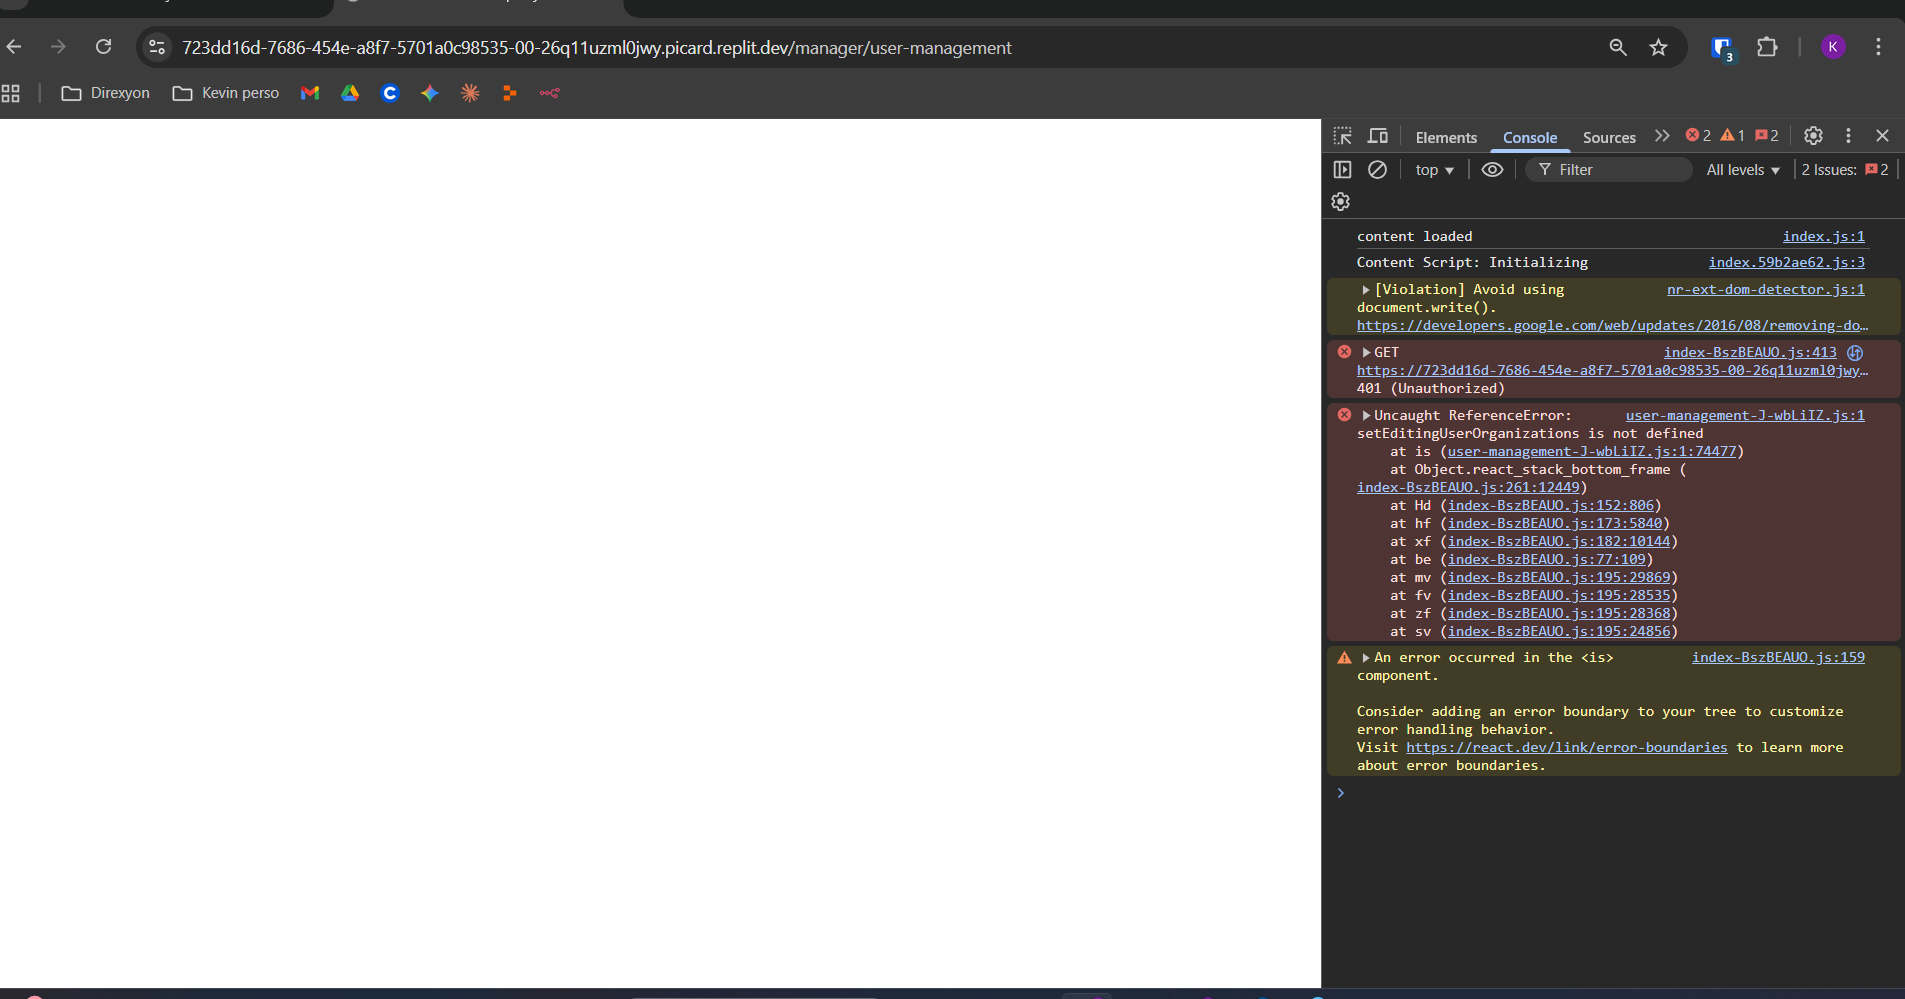 723dd16d-7686-454e-a8f7-5701a0c98535-00-26q11uzml0jwy.picard.replit.dev/manager/user-management
K
3
Direxyon
Kevin perso
Elements
Console
Sources
2
1
2
top
Filter
All levels
2 Issues:
2
content loaded
index.js:1
Content Script: Initializing
index.59b2ae62.js:3
[Violation] Avoid using
nr-ext-dom-detector.js:1
document.write().
https://developers.google.com/web/updates/2016/08/removing-do…
GET
index-BszBEAUO.js:413
https://723dd16d-7686-454e-a8f7-5701a0c98535-00-26q11uzml0jwy…
401 (Unauthorized)
Uncaught ReferenceError:
user-management-J-wbLiIZ.js:1
setEditingUserOrganizations is not defined
at is (user-management-J-wbLiIZ.js:1:74477)
at Object.react_stack_bottom_frame (
index-BszBEAUO.js:261:12449)
at Hd (index-BszBEAUO.js:152:806)
at hf (index-BszBEAUO.js:173:5840)
at xf (index-BszBEAUO.js:182:10144)
at be (index-BszBEAUO.js:77:109)
at mv (index-BszBEAUO.js:195:29869)
at fv (index-BszBEAUO.js:195:28535)
at zf (index-BszBEAUO.js:195:28368)
at sv (index-BszBEAUO.js:195:24856)
An error occurred in the <is>
index-BszBEAUO.js:159
component.
Consider adding an error boundary to your tree to customize
error handling behavior.
Visit https://react.dev/link/error-boundaries to learn more
about error boundaries.